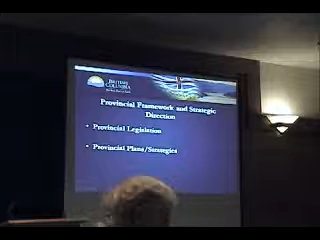 BRITISH
COLUMBIA
Provincial Framework and Strategic
Direction
• Provincial Legislation
• Provincial Plans/Strategies